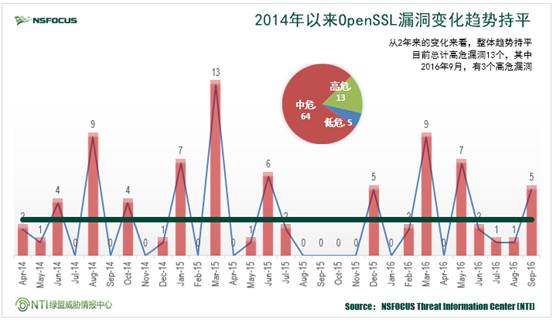 NSFOCUS
2014年以来OpenSSL漏洞变化趋势持平
从2年来的变化来看，整体趋势持平
目前总计高危漏洞13个，其中
2016年9月，有3个高危漏洞
高危,
13
中危,
64
低危, 5
2 1 4 0 9 0 4 0 1 7 0 13 0 1 6 2 0 0 0 0 5 0 2 9 1 7 2 1 1 5
Apr-14 May-14 Jun-14 Jul-14 Aug-14 Sep-14 Oct-14 Nov-14 Dec-14 Jan-15 Feb-15 Mar-15 Apr-15 May-15 Jun-15 Jul-15 Aug-15 Sep-15 Oct-15 Nov-15 Dec-15 Jan-16 Feb-16 Mar-16 Apr-16 May-16 Jun-16 Jul-16 Aug-16 Sep-16
NTI 绿盟威胁情报中心
Source： NSFOCUS Threat Information Center (NTI)